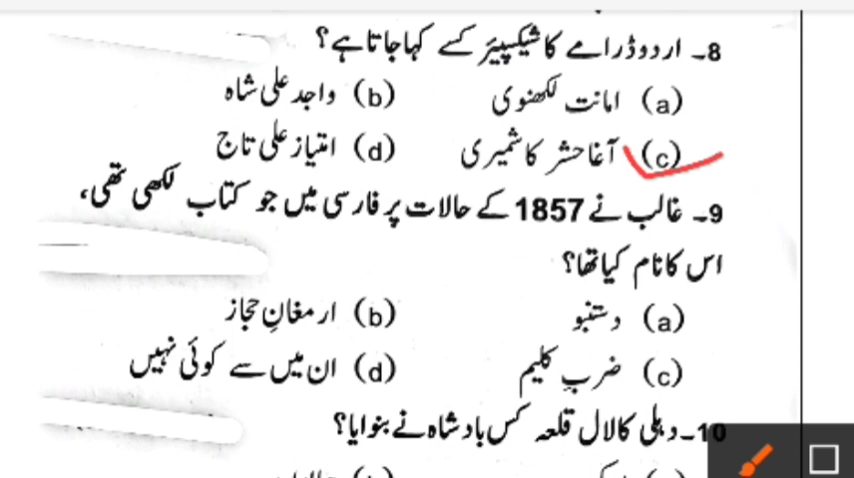 8۔ اردو ڈرامے کا شیکسپیئر کسے کہا جاتا ہے؟
(a) امانت لکھنوی (b) واجد علی شاہ
(c) آغا حشر کاشمیری (d) امتیاز علی تاج
9۔ غالب نے 1857 کے حالات پر فارسی میں جو کتاب لکھی تھی،
اس کا نام کیا تھا؟
(a) دستنبو (b) ارمغانِ حجاز
(c) ضربِ کلیم (d) ان میں سے کوئی نہیں
10۔ دہلی کا لال قلعہ کس بادشاہ نے بنوایا؟